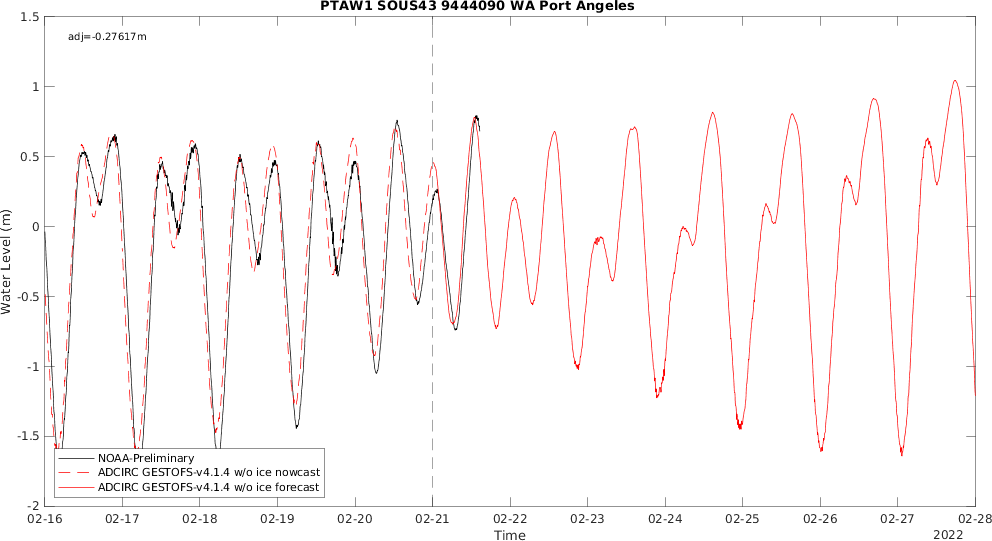 PTAW1 SOUS43 9444090 WA Port Angeles
adj=-0.27617m
1.5
1
0.5
0
-0.5
-1
-1.5
-2
Water Level (m)
NOAA-Preliminary
ADCIRC GESTOFS-v4.1.4 w/o ice nowcast
ADCIRC GESTOFS-v4.1.4 w/o ice forecast
02-16 02-17 02-18 02-19 02-20 02-21 02-22 02-23 02-24 02-25 02-26 02-27 02-28
Time
2022